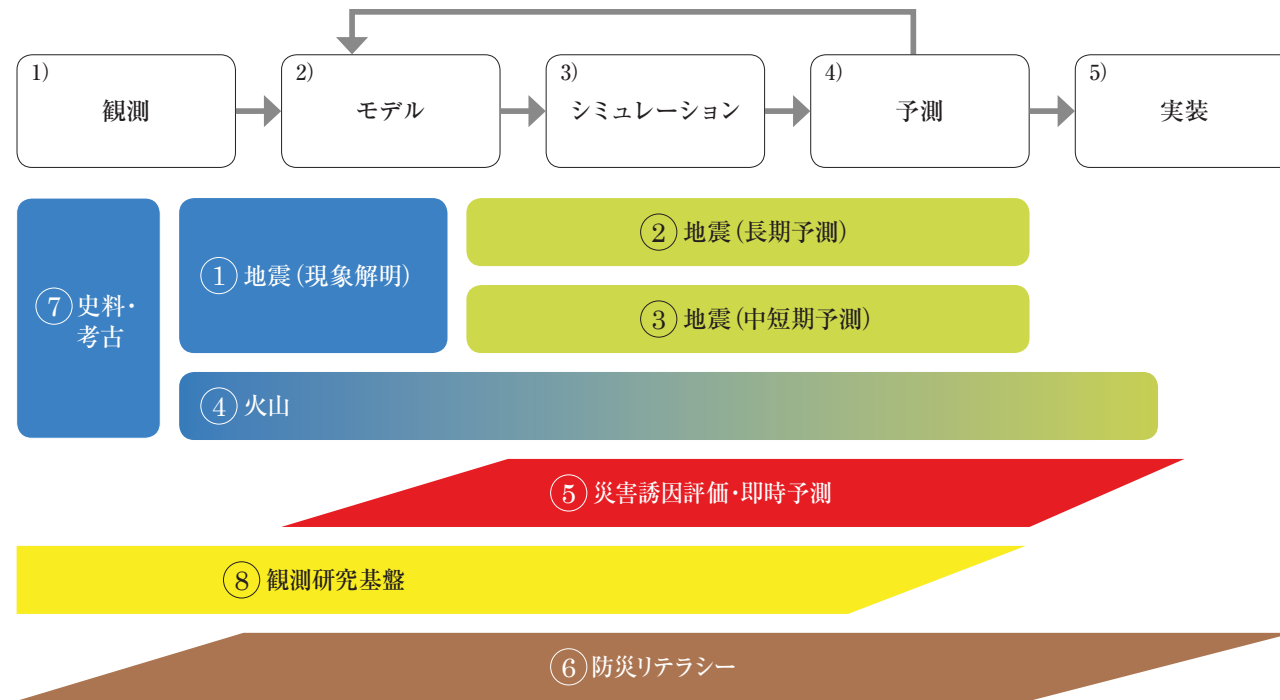 1)
観測
2)
モデル
3)
シミュレーション
4)
予測
5)
実装
⑦史料・
考古
①地震(現象解明)
②地震(長期予測)
③地震(中短期予測)
④火山
⑤災害誘因評価・即時予測
⑧観測研究基盤
⑥防災リテラシー